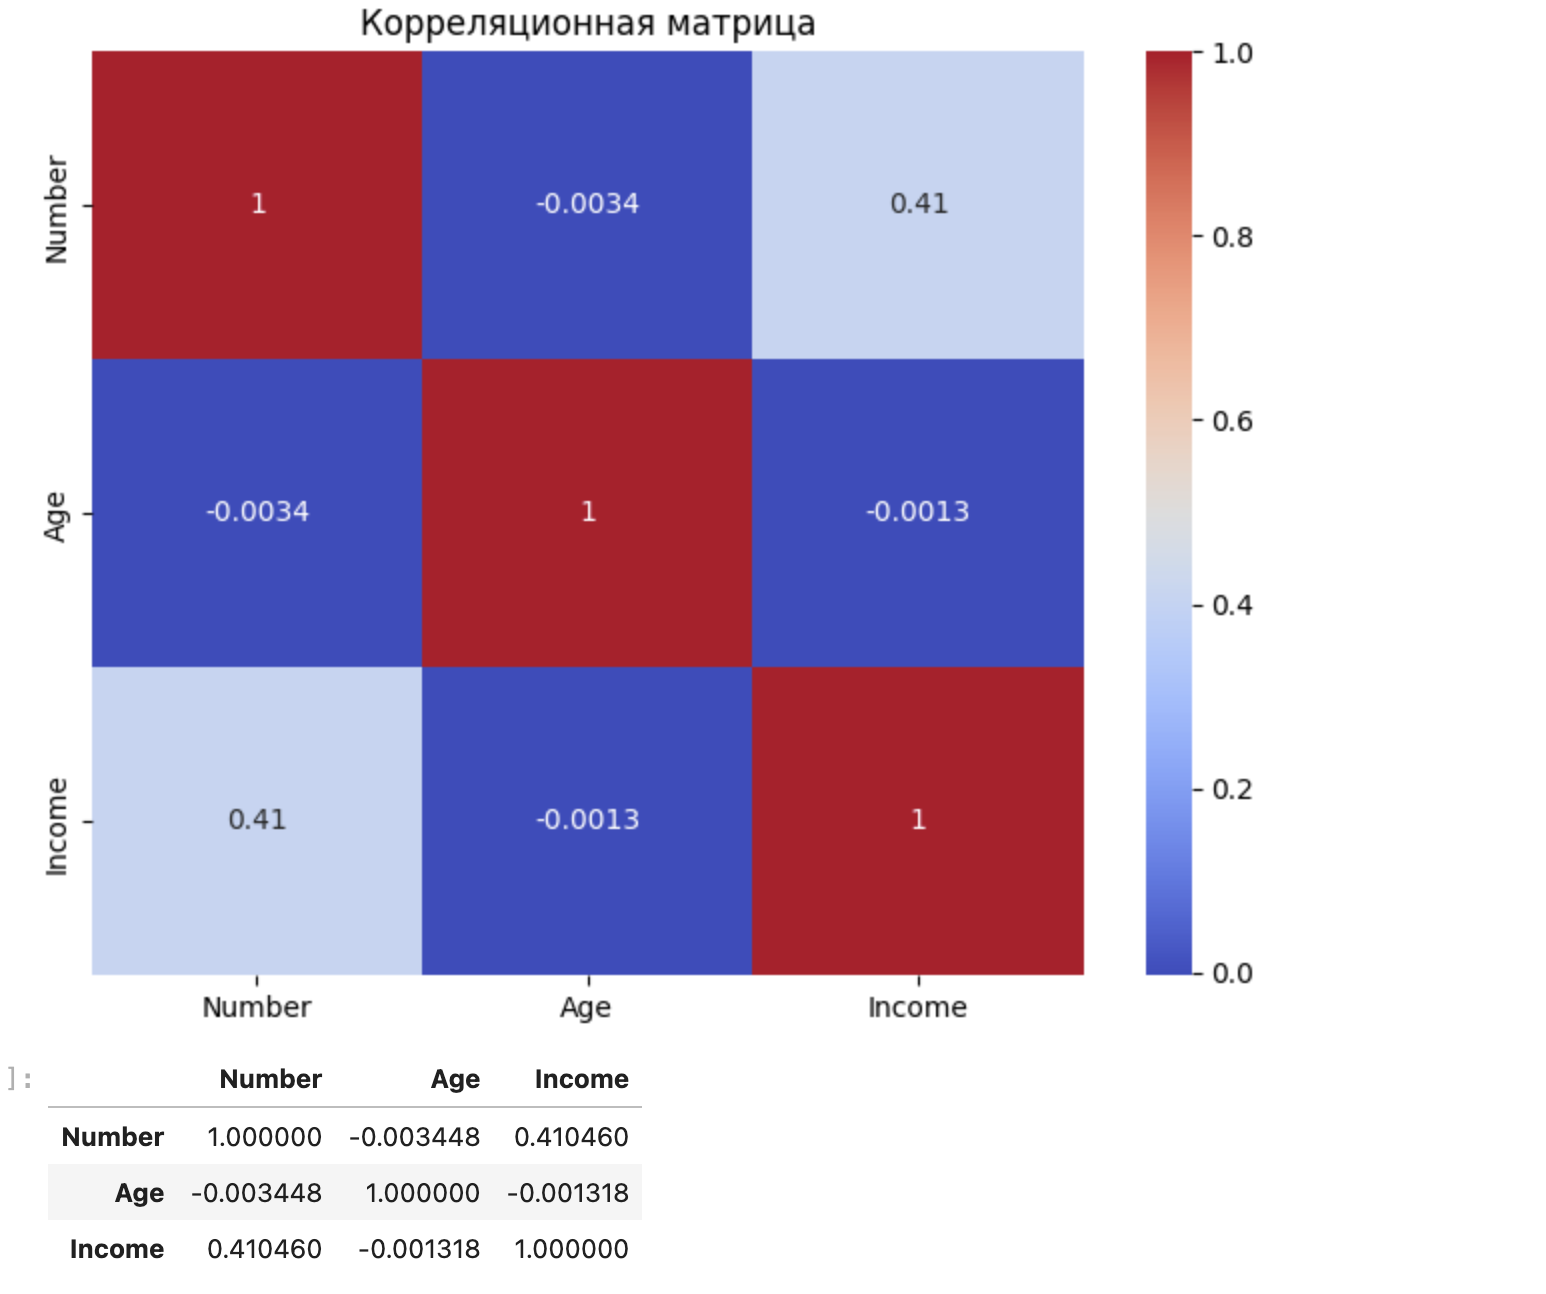 Корреляционная матрица
Number 1 -0.0034 0.41
Age -0.0034 1 -0.0013
Income 0.41 -0.0013 1
Number Age Income
1.0
0.8
0.6
0.4
0.2
0.0
]:
Number Age Income
Number 1.000000 -0.003448 0.410460
Age -0.003448 1.000000 -0.001318
Income 0.410460 -0.001318 1.000000